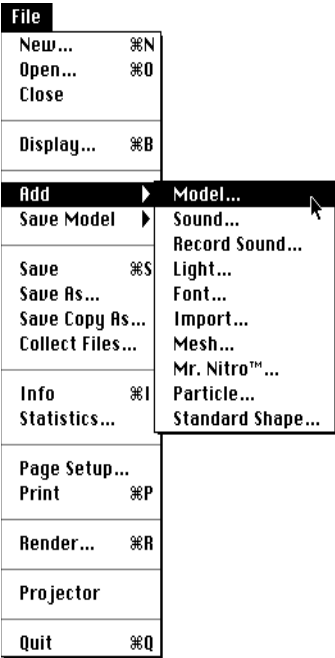 File
New... ⌘N
Open... ⌘O
Close
Display... ⌘B
Add
Save Model
Save ⌘S
Save As...
Save Copy As...
Collect Files...
Info ⌘I
Statistics...
Page Setup...
Print ⌘P
Render... ⌘R
Projector
Quit ⌘Q
Model...
Sound...
Record Sound...
Light...
Font...
Import...
Mesh...
Mr. Nitro™...
Particle...
Standard Shape...